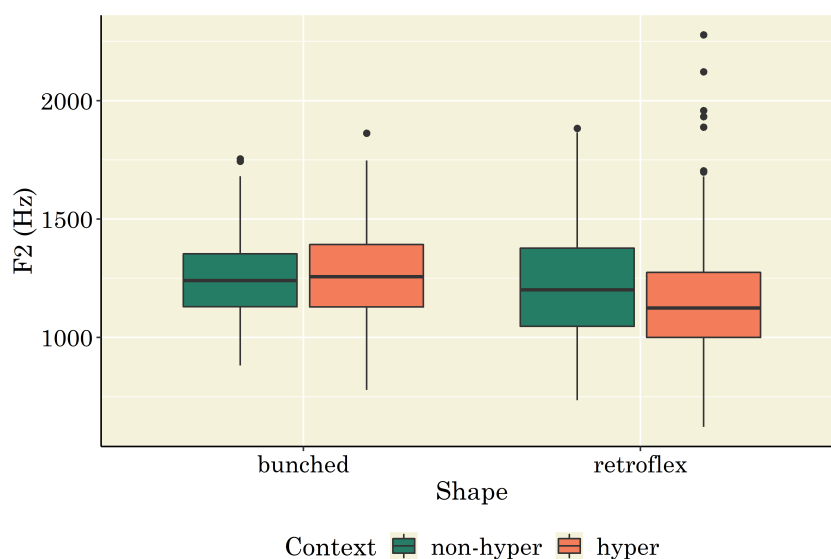 F2 (Hz)
2000
1500
1000
bunched retroflex
Shape
Context non-hyper hyper